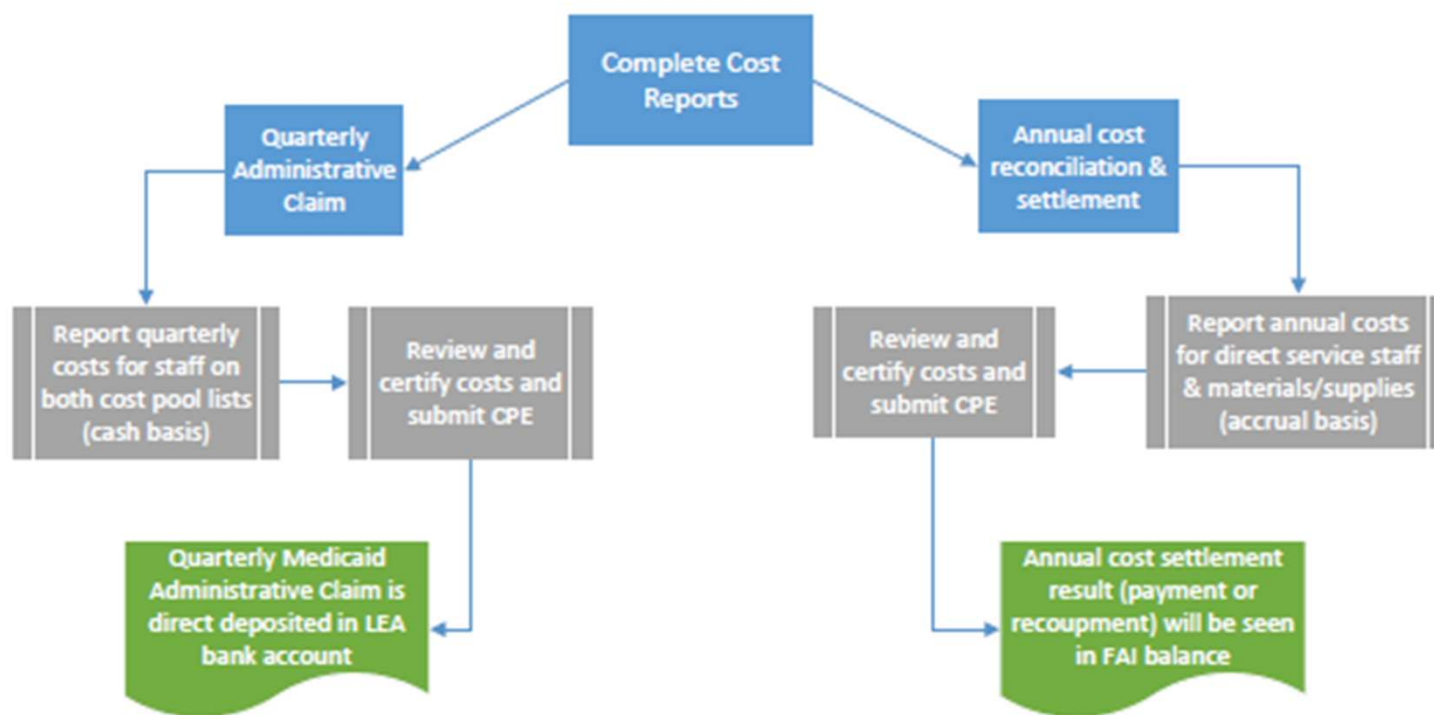 Complete Cost
Reports
Quarterly
Administrative
Claim
Annual cost
reconciliation &
settlement
Report quarterly
costs for staff on
both cost pool lists
(cash basis)
Review and
certify costs and
submit CPE
Review and
certify costs and
submit CPE
Report annual costs
for direct service staff
& materials/supplies
(accrual basis)
Quarterly Medicaid
Administrative Claim is
direct deposited in LEA
bank account
Annual cost settlement
result (payment or
recoupment) will be seen
in FAI balance